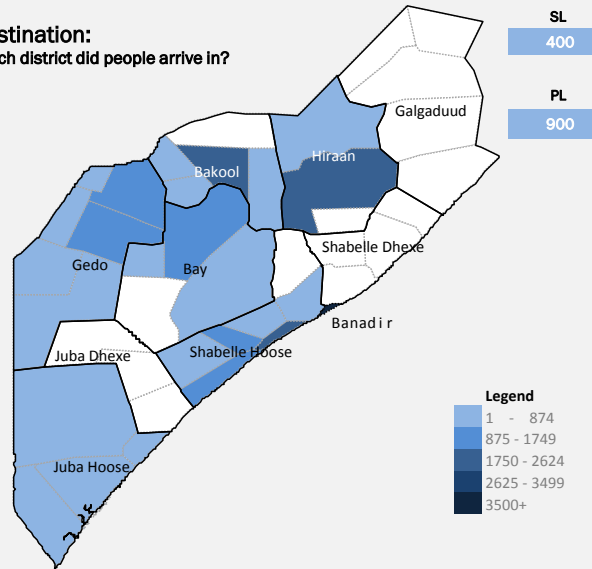 stination:
ch district did people arrive in?
SL
400
PL
900
Galgaduud
Hiraan
Bakool
Shabelle Dhexe
Gedo
Bay
Banadir
Juba Dhexe
Shabelle Hoose
Juba Hoose
Legend
1 - 874
875 - 1749
1750 - 2624
2625 - 3499
3500+